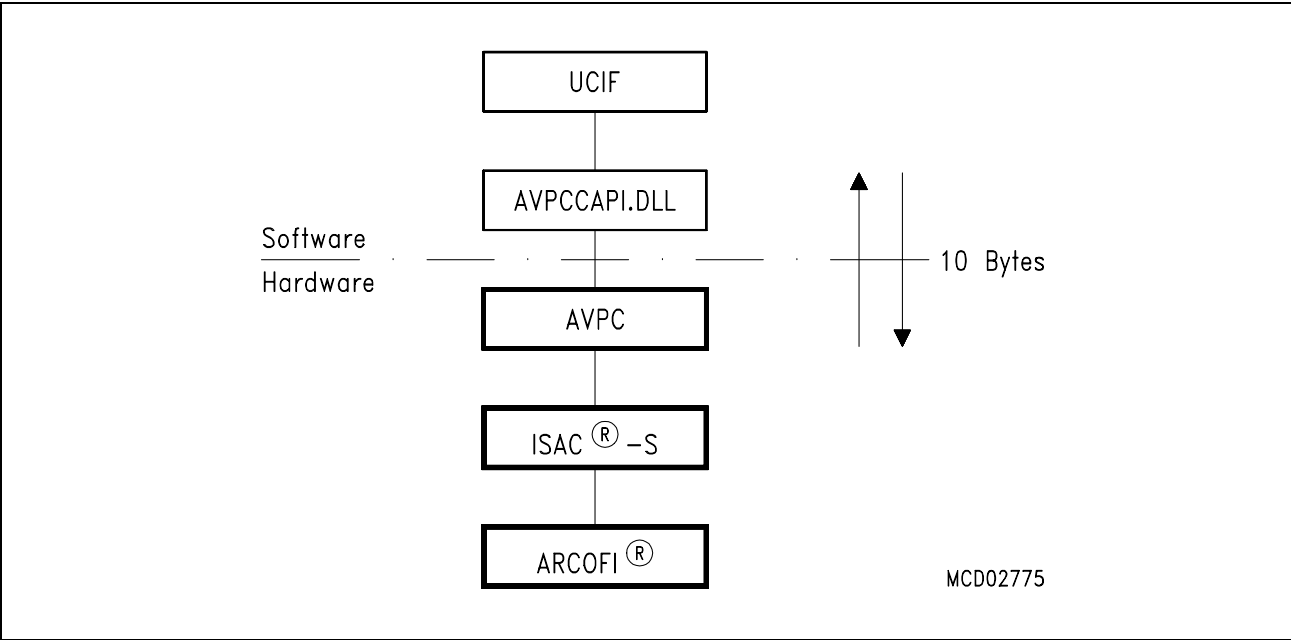 UCIF
AVPCCAPI.DLL
Software
Hardware
10 Bytes
AVPC
ISAC®-S
ARCOFI®
MCD02775